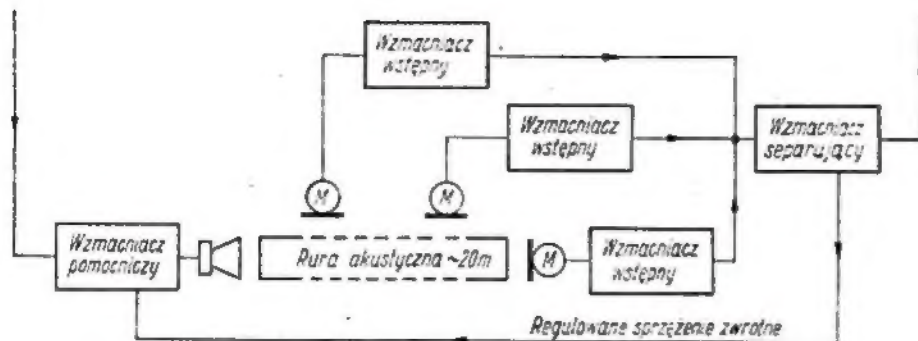 Wzmacniacz
wstępny
Wzmacniacz
wstępny
Wzmacniacz
separujący
M
M
Wzmacniacz
pomocniczy
Rura akustyczna ~20m
M
Wzmacniacz
wstępny
Regulowane sprzężenie zwrotne